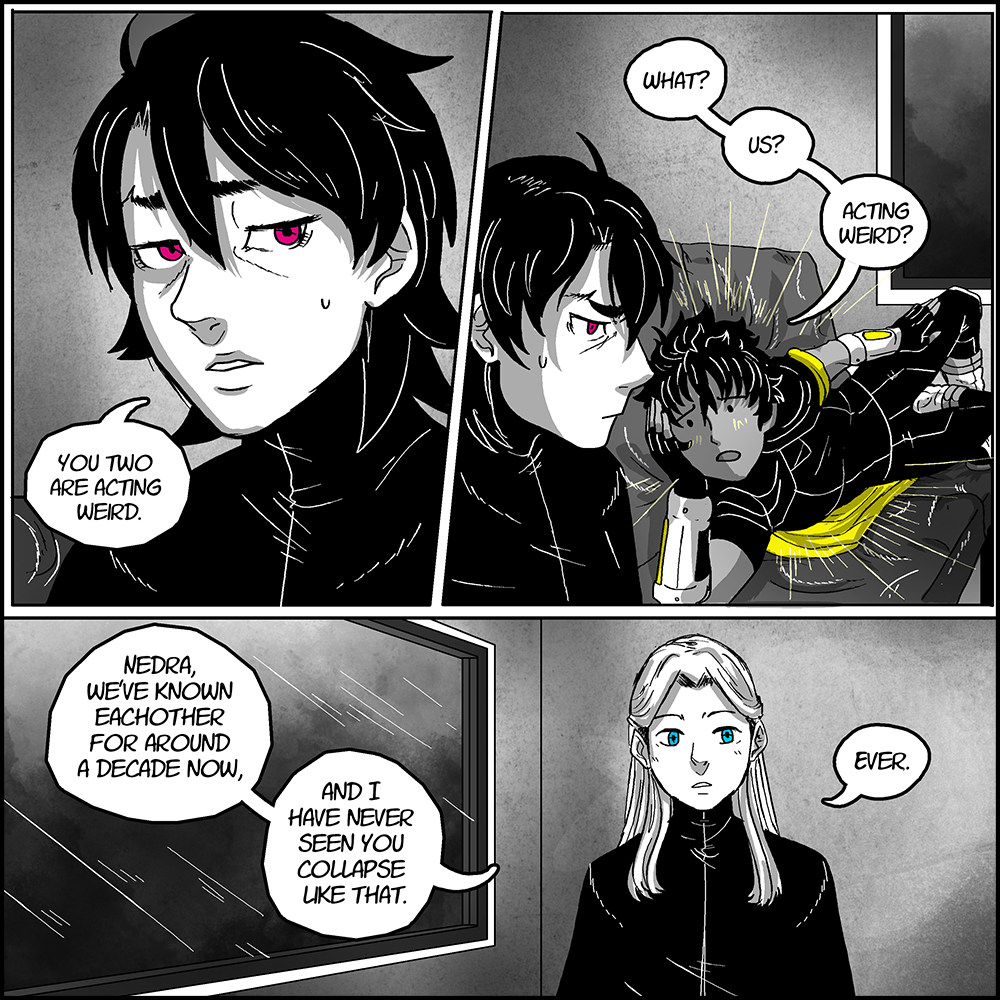 YOU TWO
ARE ACTING
WEIRD.
WHAT?
US?
ACTING
WEIRD?
NEDRA,
WE'VE KNOWN
EACHOTHER
FOR AROUND
A DECADE NOW,
AND I
HAVE NEVER
SEEN YOU
COLLAPSE
LIKE THAT.
EVER.